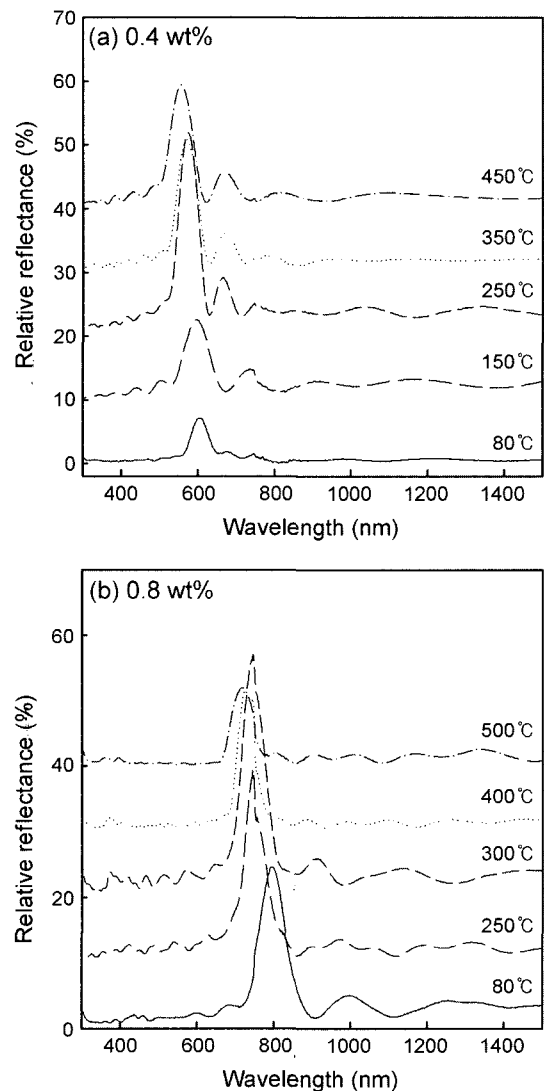 (a) 0.4 wt%
70
60
50
40
30
20
10
0
Relative reflectance (%)
450℃
350℃
250℃
150℃
80℃
400 600 800 1000 1200 1400
Wavelength (nm)
(b) 0.8 wt%
60
40
20
0
Relative reflectance (%)
500℃
400℃
300℃
250℃
80℃
400 600 800 1000 1200 1400
Wavelength (nm)